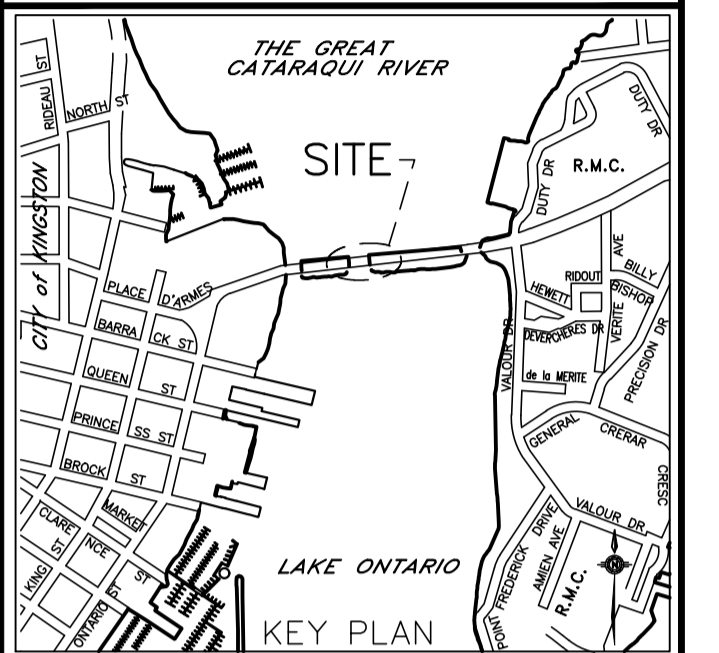 THE GREAT
CATARAQUI RIVER
RIDEAU
ST
NORTH ST
DUTY DR
SITE
R.M.C.
DUTY DR
CITY of KINGSTON
AVE
BILLY
RIDOUT
BISHOP
PLACE D'ARMES
HEWETT
VERITE
BARRA CK ST
DEVERCHERES DR
VALOUR DR
PRECISION DR
QUEEN ST
de la MERITE
PRINCE SS ST
GENERAL CRERAR
CRESC
BROCK ST
MARKET
VALOUR DR
CLARE NCE ST
POINT FREDERICK DRIVE
AMIEN AVE
R.M.C.
KING ST
LAKE ONTARIO
ONTARIO ST
KEY PLAN